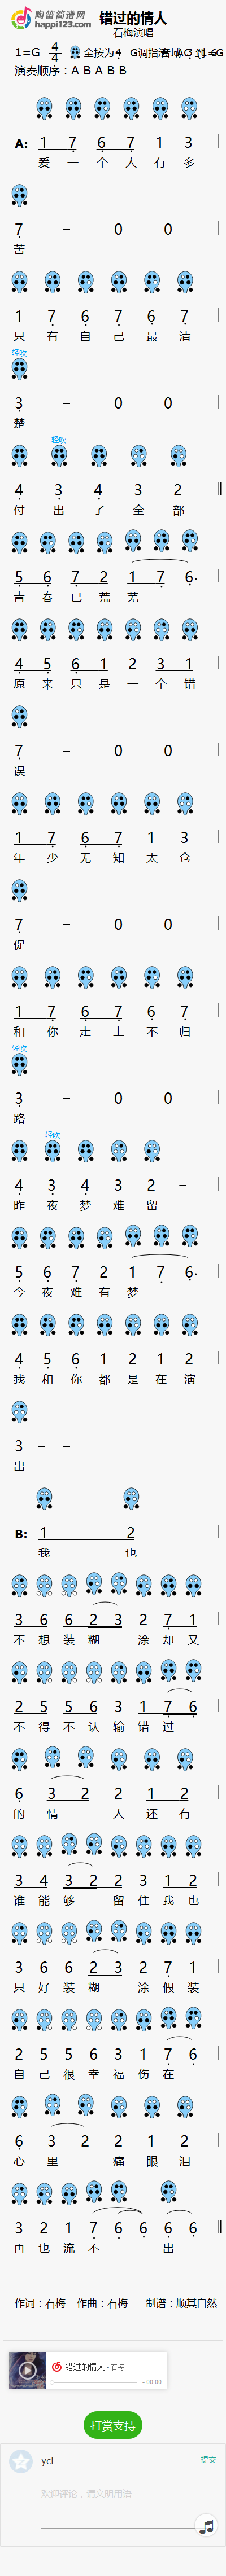 陶笛简谱网
happi123.com
错过的情人
石梅演唱
1=G 4/4 全按为4
演奏顺序：A B A B B
A: 1 7 6 7 1 3
爱 一 个 人 有 多
7 – 0 0
苦
1 7 6 7 6 7
只 有 自 己 最 清
轻吹
3 – 0 0
楚
轻吹
4 3 4 3 2
付 出 了 全 部
5 6 7 2 1 7 6.
青 春 已 荒 芜
4 5 6 1 2 3 1
原 来 只 是 一 个 错
7 – 0 0
误
1 7 6 7 1 3
年 少 无 知 太 仓
7 – 0 0
促
1 7 6 7 6 7
和 你 走 上 不 归
轻吹
3 – 0 0
路
轻吹
4 3 4 3 2 –
昨 夜 梦 难 留
5 6 7 2 1 7 6.
今 夜 难 有 梦
4 5 6 1 2 1 2
我 和 你 都 是 在 演
3 – –
出
B: 1 2
我 也
3 6 6 2 3 2 7 1
不 想 装 糊 涂 却 又
2 5 5 6 3 1 7 6
不 得 不 认 输 错 过
6 3 2 2 1 2
的 情 人 还 有
3 4 3 2 2 3 1 2
谁 能 够 留 住 我 也
3 6 6 2 3 2 7 1
只 好 装 糊 涂 假 装
2 5 5 6 3 1 7 6
自 己 很 幸 福 伤 在
6 3 2 2 1 2
心 里 痛 眼 泪
3 2 1 7 6 6 6 6
再 也 流 不 出
作词：石梅 作曲：石梅 制谱：顺其自然
错过的情人 - 石梅
- 00:00
打赏支持
yci 提交
欢迎评论，请文明用语